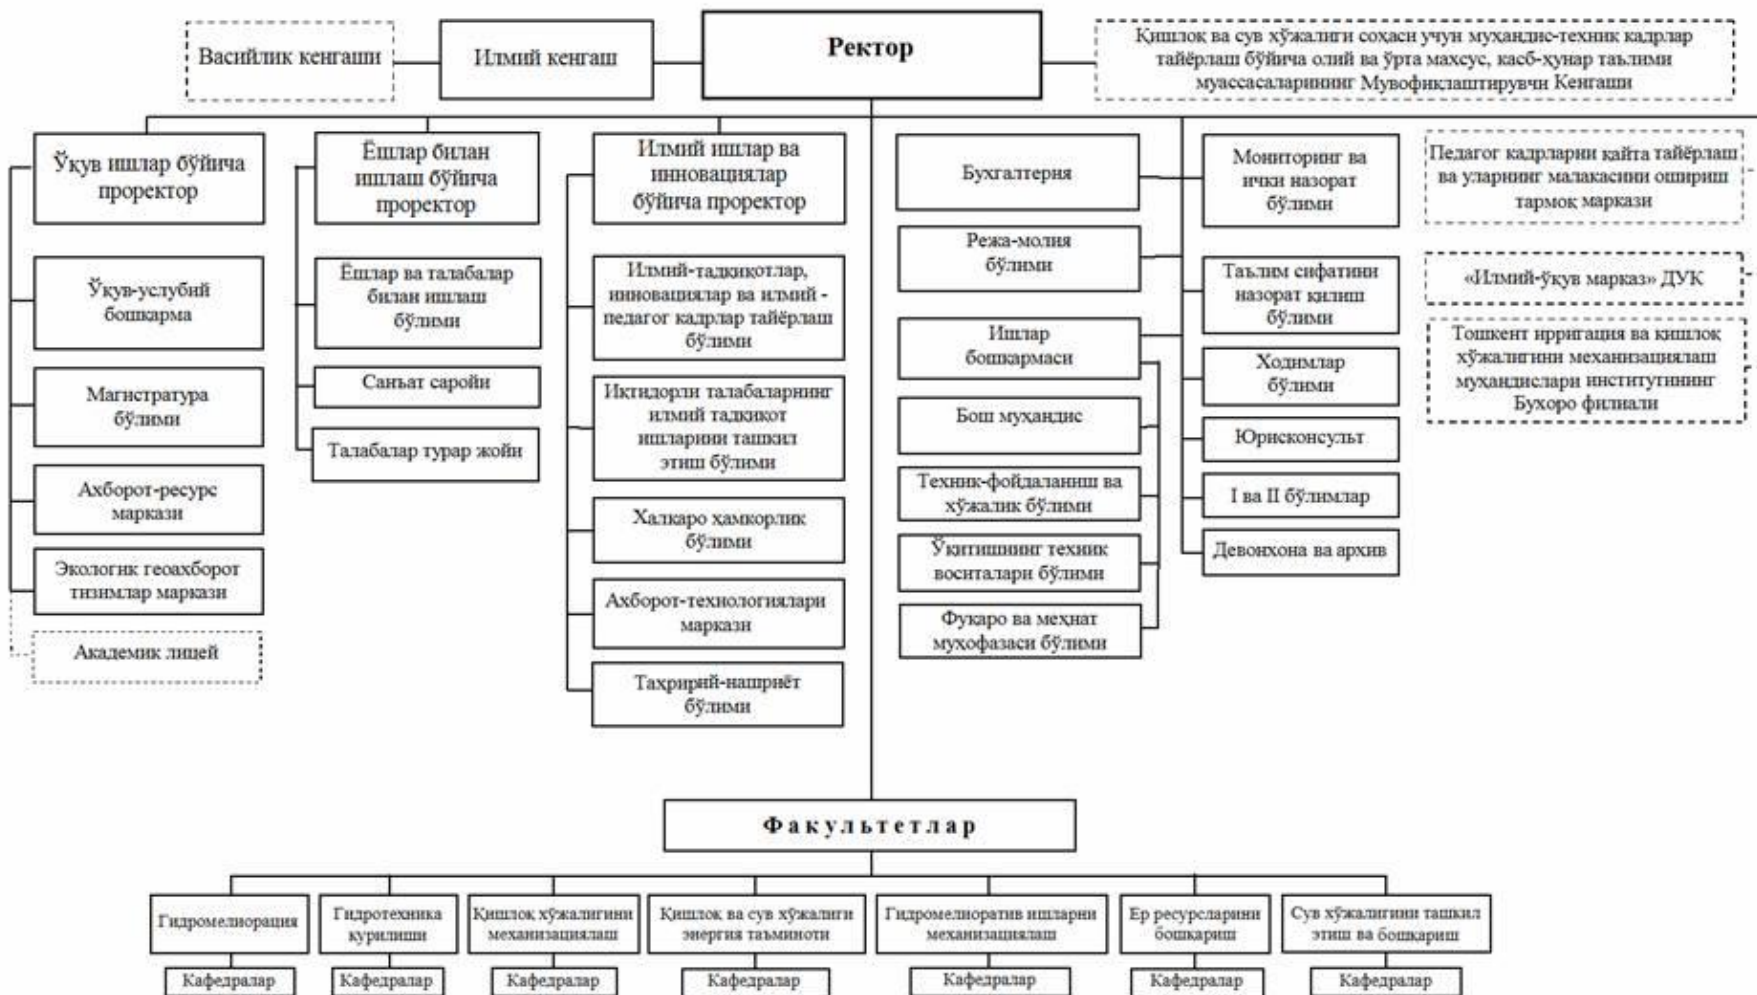 Васийлик кенгаши
Илмий кенгаш
Ректор
Қишлоқ ва сув хўжалиги соҳаси учун муҳандис-техник кадрлар
тайёрлаш бўйича олий ва ўрта махсус, касб-ҳунар таълими
муассасаларининг Мувофиқлаштирувчи Кенгаши
Ўқув ишлар бўйича
проректор
Ўқув-услубий
бошкарма
Магистратура
бўлими
Ахборот-ресурс
маркази
Экологик геоахборот
тизимлар маркази
Академик лицей
Ёшлар билан
ишлаш бўйича
проректор
Ёшлар ва талабалар
билан ишлаш
бўлими
Санъат саройи
Талабалар турар жойи
Илмий ишлар ва
инновациялар
бўйича проректор
Илмий-тадқиқотлар,
инновациялар ва илмий -
педагог кадрлар тайёрлаш
бўлими
Иқтидорли талабаларнинг
илмий тадқиқот
ишларини ташкил
этиш бўлими
Халкаро ҳамкорлик
бўлими
Ахборот-технологиялари
маркази
Таҳририй-нашриёт
бўлими
Бухгалтерия
Режа-молия
бўлими
Ишлар
бошкармаси
Бош муҳандис
Техник-фойдаланиш ва
хўжалик бўлими
Ўқитишнинг техник
воситалари бўлими
Фуқаро ва меҳнат
муҳофазаси бўлими
Мониторинг ва
ички назорат
бўлими
Таълим сифатини
назорат қилиш
бўлими
Ходимлар
бўлими
Юрисконсульт
I ва II бўлимлар
Девонхона ва архив
Педагог кадрларни қайта тайёрлаш
ва уларнинг малакасини ошириш
тармоқ маркази
«Илмий-ўқув марказ» ДУК
Тошкент ирригация ва қишлоқ
хўжалигини механизациялаш
муҳандислари институтининг
Бухоро филиали
Факультетлар
Гидромелиорация
Гидротехника
қурилиши
Қишлоқ хўжалигини
механизациялаш
Қишлоқ ва сув хўжалиги
энергия таъминоти
Гидромелиоратив ишларни
механизациялаш
Ер ресурсларини
бошкариш
Сув хўжалигини ташкил
этиш ва бошкариш
Кафедралар
Кафедралар
Кафедралар
Кафедралар
Кафедралар
Кафедралар
Кафедралар